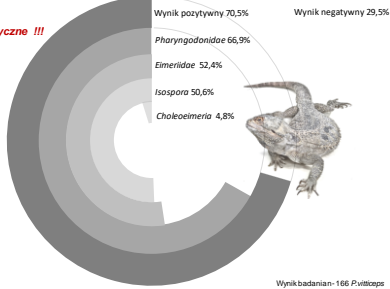 Wynik pozytywny 70,5%
Wynik negatywny 29,5%
yczne !!!
Pharyngodonidae 66,9%
Eimeriidae 52,4%
Isospora 50,6%
Choleoeimeria 4,8%
Wynik badanian- 166 P.vitticeps